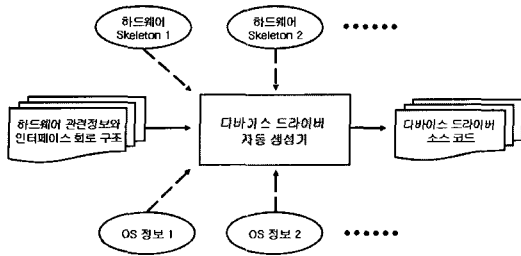 하드웨어
Skeleton 1
하드웨어
Skeleton 2
하드웨어 관련정보와
인터페이스 회로 구조
디바이스 드라이버
자동 생성기
디바이스 드라이버
소스 코드
OS 정보 1
OS 정보 2